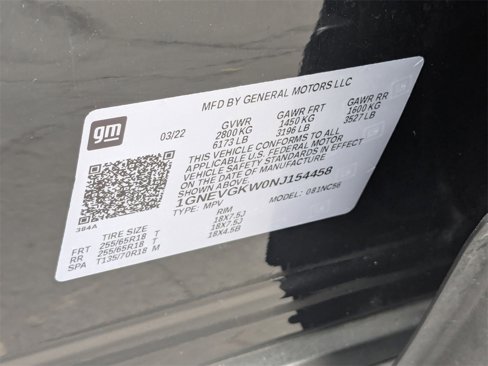 MFD BY GENERAL MOTORS LLC
gm
03/22
GVWR GAWR FRT GAWR RR
2800 KG 1450 KG 1600 KG
6173 LB 3196 LB 3527 LB
THIS VEHICLE CONFORMS TO ALL
APPLICABLE U.S. FEDERAL MOTOR
VEHICLE SAFETY STANDARDS IN EFFECT
ON THE DATE OF MANUFACTURE
SHOWN ABOVE
1GNEVGKW0NJ154458
TYPE: MPV MODEL: 081NC56
384A
TIRE SIZE RIM
FRT 255/65R18 T 18X7.5J
RR 255/65R18 T 18X7.5J
SPA T135/70R18 M 18X4.5B